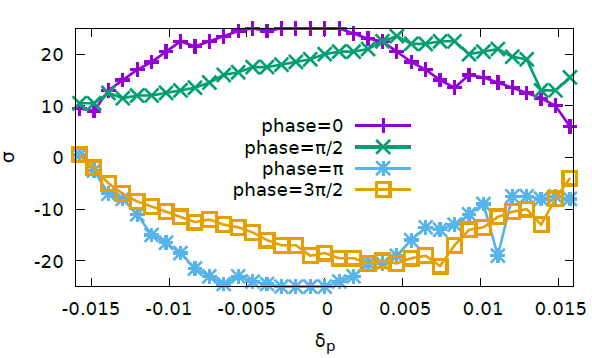 20
10
0
-10
-20
σ
phase=0
phase=π/2
phase=π
phase=3π/2
-0.015 -0.01 -0.005 0 0.005 0.01 0.015
δp